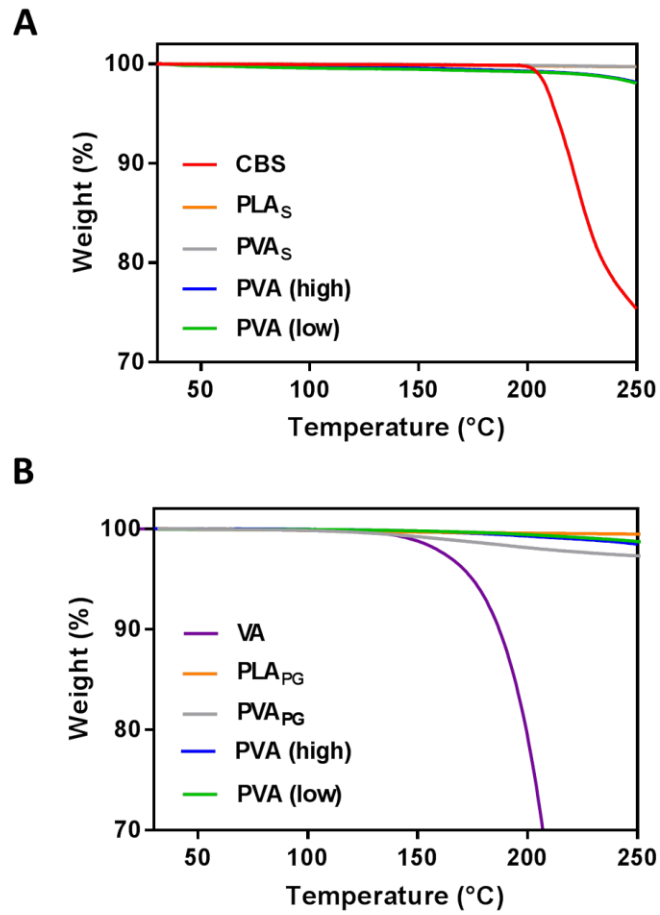 A
100
90
80
70
Weight (%)
CBS
PLAS
PVAS
PVA (high)
PVA (low)
50 100 150 200 250
Temperature (°C)
B
100
90
80
70
Weight (%)
VA
PLAPG
PVAPG
PVA (high)
PVA (low)
50 100 150 200 250
Temperature (°C)